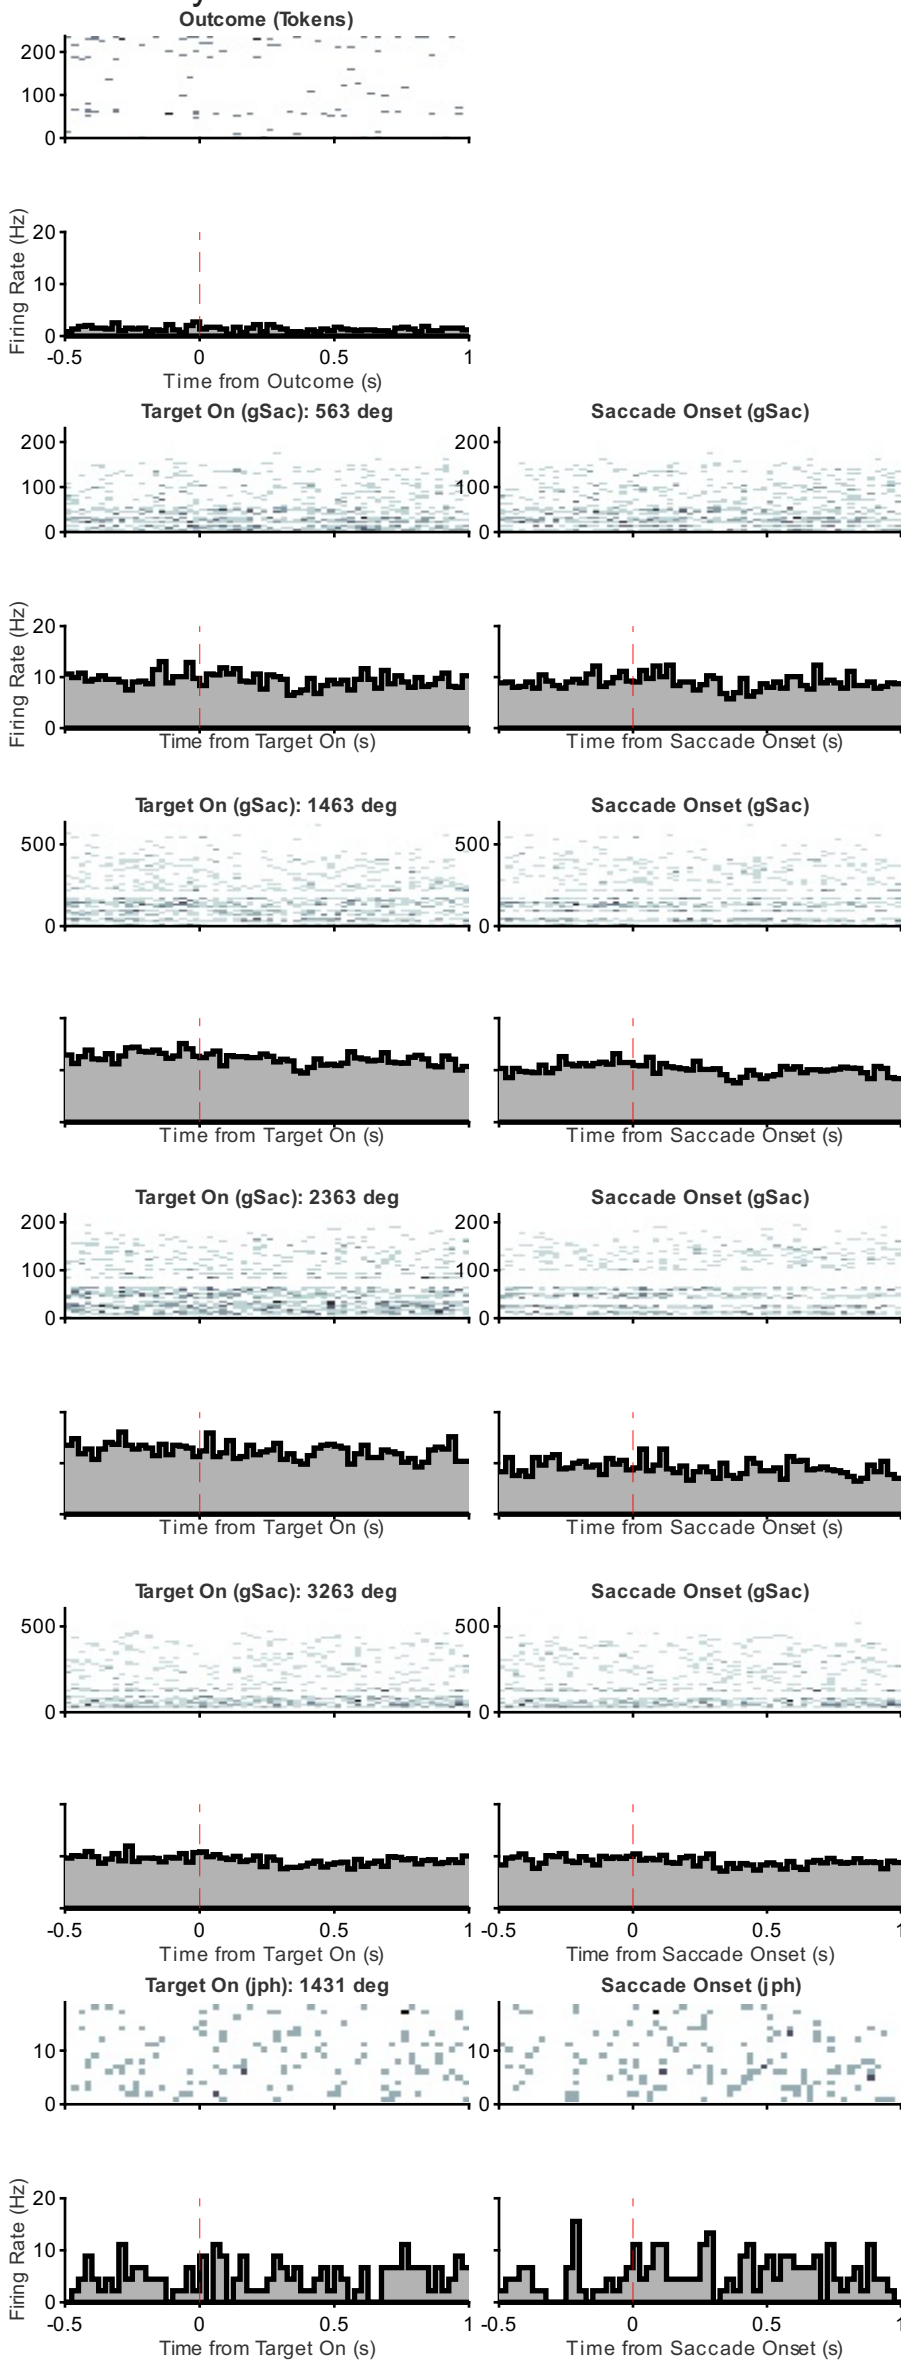 Outcome (Tokens)
200
100
0
Firing Rate (Hz)
20
10
0
-0.5 0 0.5 1
Time from Outcome (s)
Target On (gSac): 563 deg Saccade Onset (gSac)
200 200
100 100
0 0
Firing Rate (Hz)
20
10
0
Time from Target On (s) Time from Saccade Onset (s)
Target On (gSac): 1463 deg Saccade Onset (gSac)
500 500
0 0
Time from Target On (s) Time from Saccade Onset (s)
Target On (gSac): 2363 deg Saccade Onset (gSac)
200 200
100 100
0 0
Time from Target On (s) Time from Saccade Onset (s)
Target On (gSac): 3263 deg Saccade Onset (gSac)
500 500
0 0
-0.5 0 0.5 1 -0.5 0 0.5 1
Time from Target On (s) Time from Saccade Onset (s)
Target On (jph): 1431 deg Saccade Onset (jph)
10 10
0 0
Firing Rate (Hz)
20
10
0
-0.5 0 0.5 1 -0.5 0 0.5 1
Time from Target On (s) Time from Saccade Onset (s)